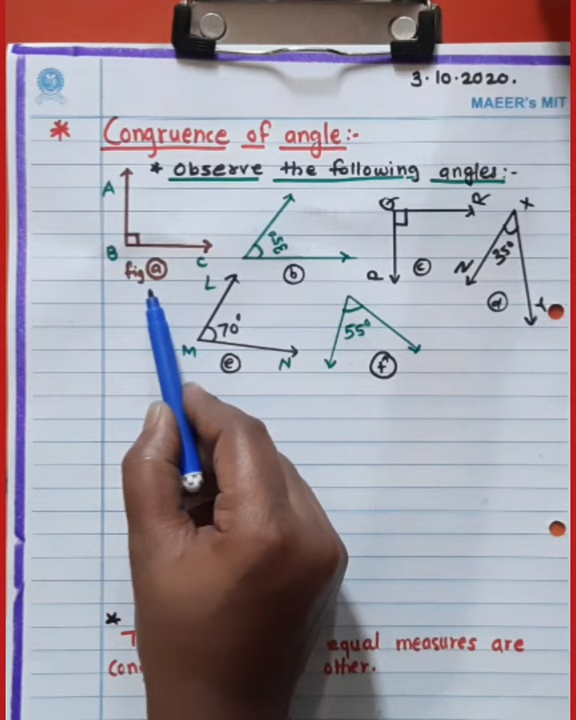 3.10.2020.
MAEER's MIT
* Congruence of angle:-
* Observe the following angles:-
A
B
C
fig ⓐ
35°
ⓑ
Q
R
P
ⓒ
X
N
35°
Y
ⓓ
L
70°
M
N
ⓔ
55°
ⓕ
*
equal measures are
other.